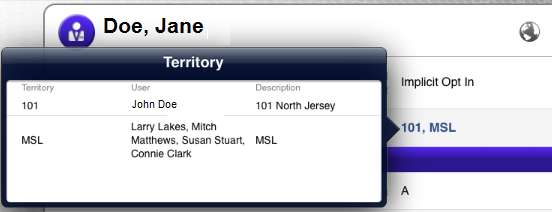 Doe, Jane
Territory
Territory User Description
101 John Doe 101 North Jersey
MSL Larry Lakes, Mitch Matthews, Susan Stuart, Connie Clark MSL
Implicit Opt In
101, MSL
A